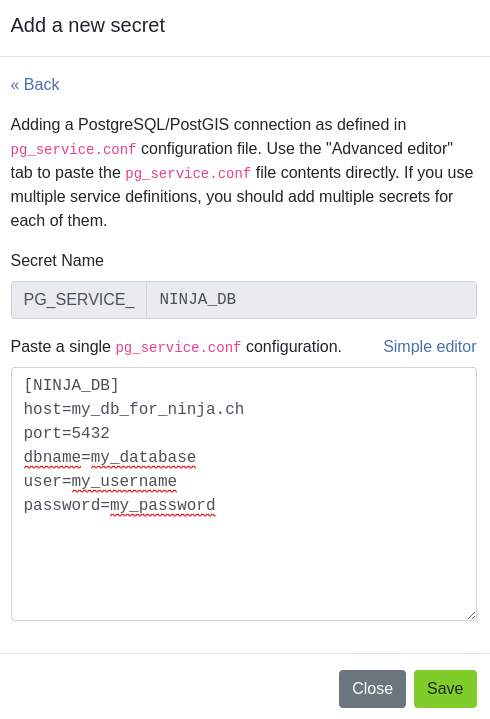 Add a new secret
« Back
Adding a PostgreSQL/PostGIS connection as defined in
pg_service.conf configuration file. Use the "Advanced editor"
tab to paste the pg_service.conf file contents directly. If you use
multiple service definitions, you should add multiple secrets for
each of them.
Secret Name
PG_SERVICE_ NINJA_DB
Paste a single pg_service.conf configuration. Simple editor
[NINJA_DB]
host=my_db_for_ninja.ch
port=5432
dbname=my_database
user=my_username
password=my_password
Close Save